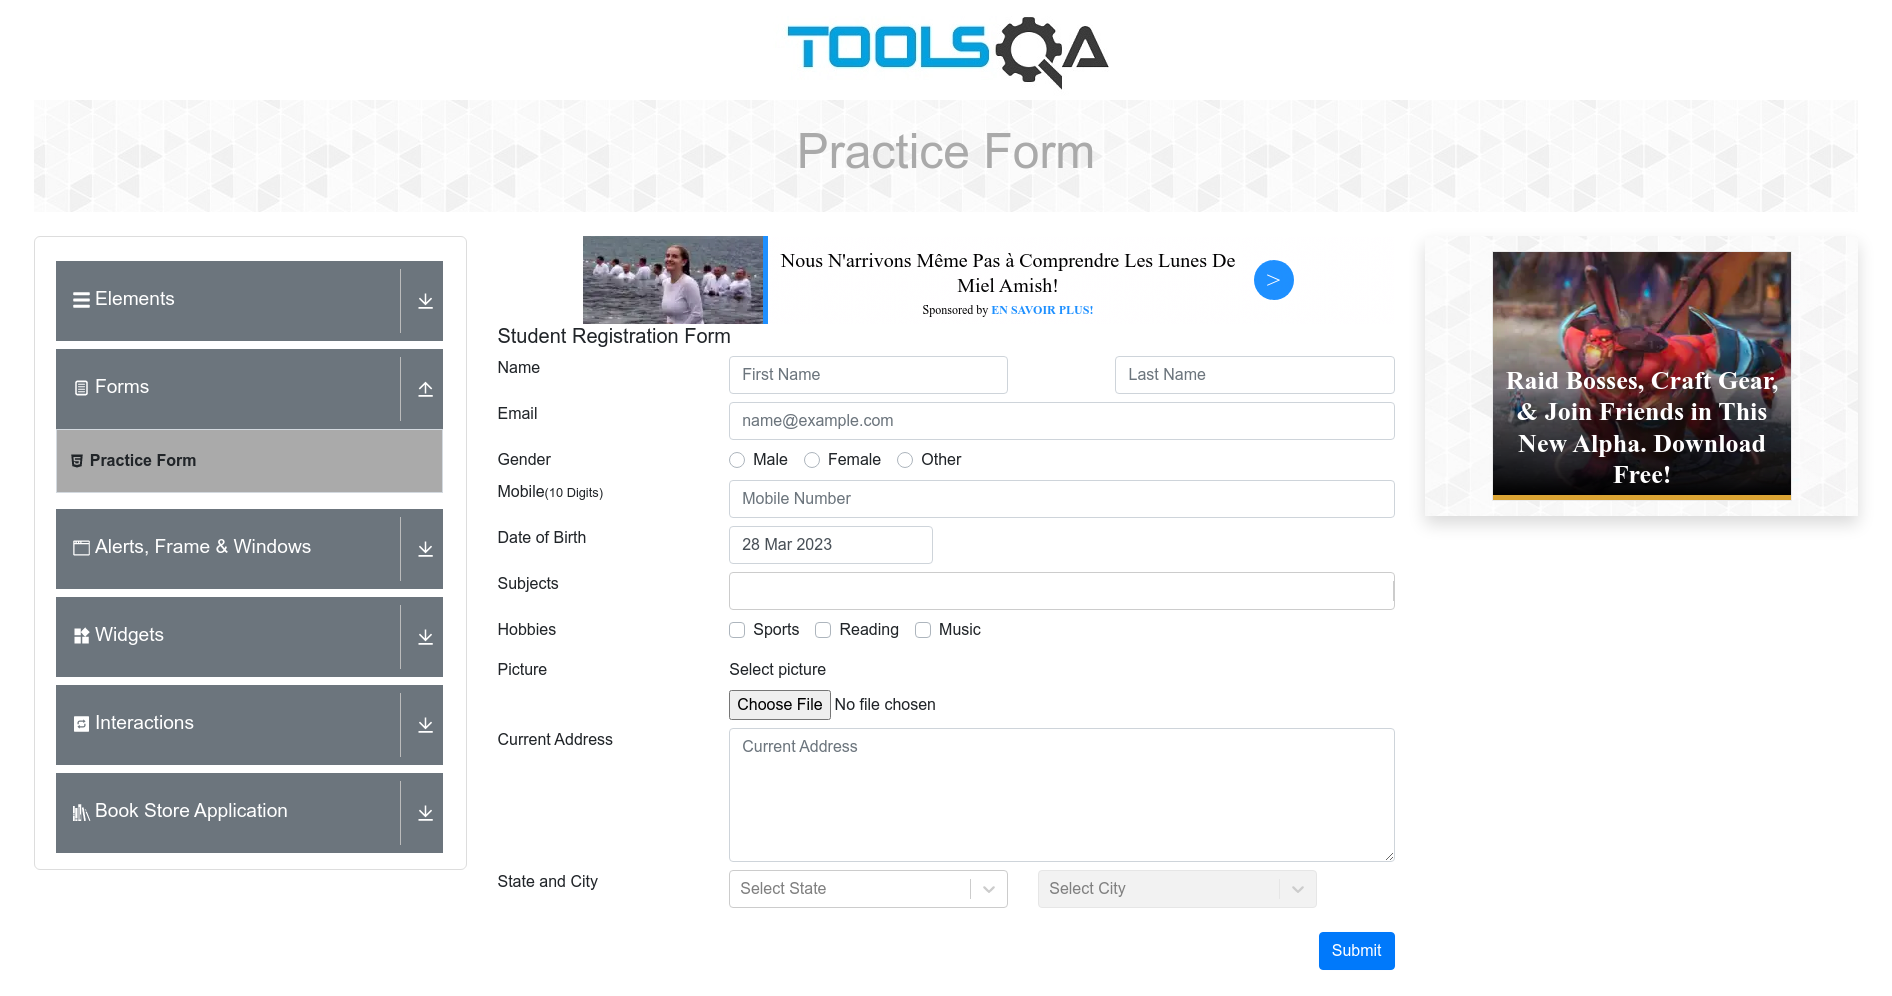 TOOLSQA
Practice Form
Elements
Forms
Practice Form
Alerts, Frame & Windows
Widgets
Interactions
Book Store Application
Nous N'arrivons Même Pas à Comprendre Les Lunes De
Miel Amish!
Sponsored by EN SAVOIR PLUS!
>
Student Registration Form
Name
First Name
Last Name
Email
name@example.com
Gender
Male
Female
Other
Mobile(10 Digits)
Mobile Number
Date of Birth
28 Mar 2023
Subjects
Hobbies
Sports
Reading
Music
Picture
Select picture
Choose File No file chosen
Current Address
Current Address
State and City
Select State
Select City
Submit
Raid Bosses, Craft Gear,
& Join Friends in This
New Alpha. Download
Free!